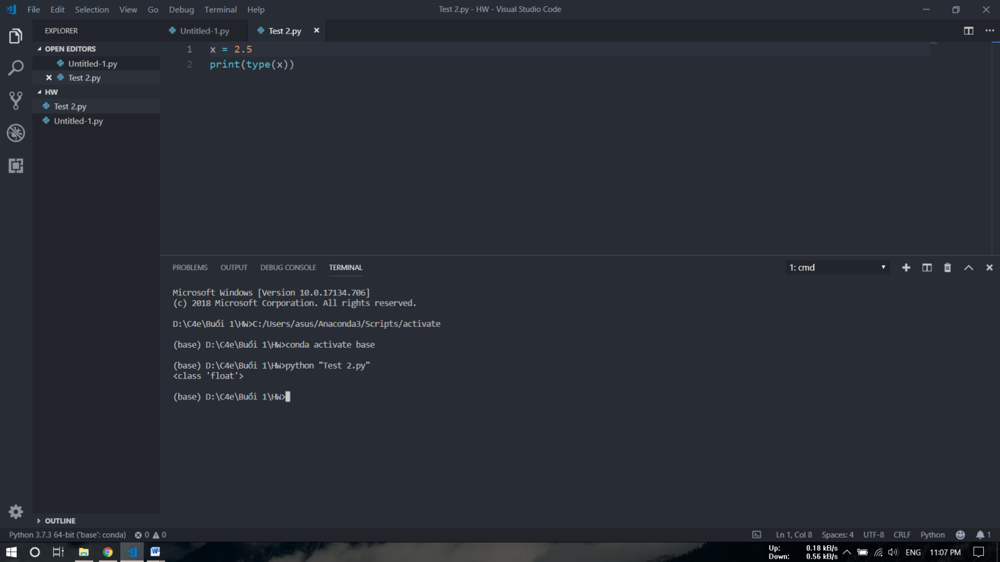 File Edit Selection View Go Debug Terminal Help
Test 2.py - HW - Visual Studio Code
EXPLORER
OPEN EDITORS
Untitled-1.py
Test 2.py
HW
Test 2.py
Untitled-1.py
OUTLINE
Untitled-1.py Test 2.py
1 x = 2.5
2 print(type(x))
PROBLEMS OUTPUT DEBUG CONSOLE TERMINAL
1: cmd
Microsoft Windows [Version 10.0.17134.706]
(c) 2018 Microsoft Corporation. All rights reserved.
D:\C4e\Buổi 1\HW>C:/Users/asus/Anaconda3/Scripts/activate
(base) D:\C4e\Buổi 1\HW>conda activate base
(base) D:\C4e\Buổi 1\HW>python "Test 2.py"
<class 'float'>
(base) D:\C4e\Buổi 1\HW>
Python 3.7.3 64-bit ('base': conda) 0 0
Ln 1, Col 8 Spaces: 4 UTF-8 CRLF Python 1
Up: 0.18 kB/s
Down: 0.56 kB/s
ENG 11:07 PM